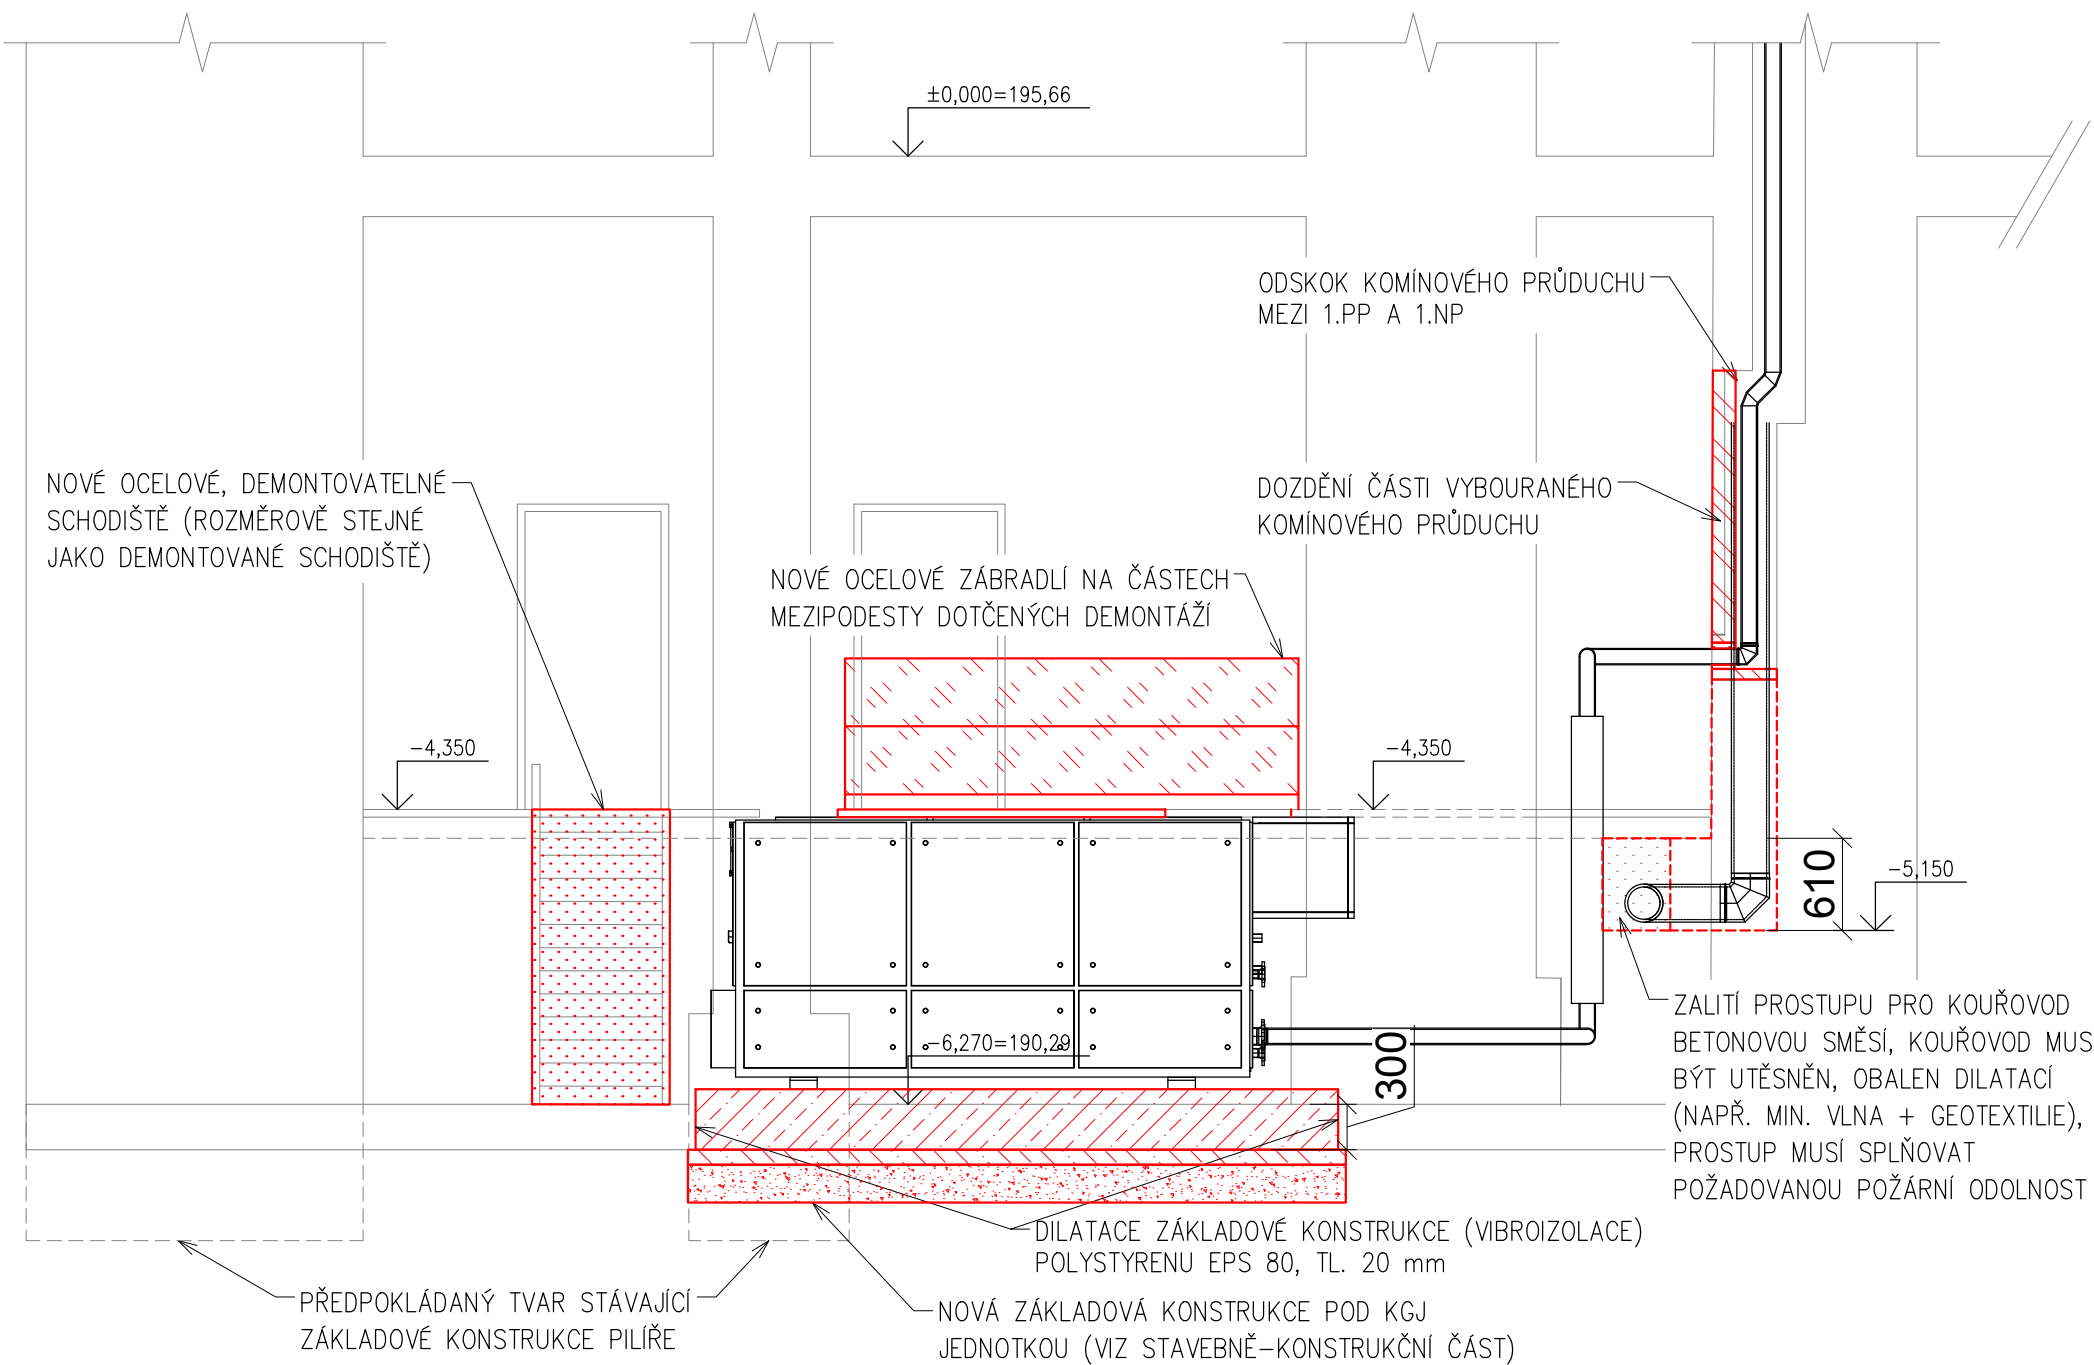 ±0,000=195,66
ODSKOK KOMÍNOVÉHO PRŮDUCHU
MEZI 1.PP A 1.NP
NOVÉ OCELOVÉ, DEMONTOVATELNÉ
SCHODIŠTĚ (ROZMĚROVĚ STEJNÉ
JAKO DEMONTOVANÉ SCHODIŠTĚ)
DOZDĚNÍ ČÁSTI VYBOURANÉHO
KOMÍNOVÉHO PRŮDUCHU
NOVÉ OCELOVÉ ZÁBRADLÍ NA ČÁSTECH
MEZIPODESTY DOTČENÝCH DEMONTÁŽÍ
-4,350
-4,350
610
-5,150
-6,270=190,29
300
ZALITÍ PROSTUPU PRO KOUŘOVOD
BETONOVOU SMĚSÍ, KOUŘOVOD MUS
BÝT UTĚSNĚN, OBALEN DILATACÍ
(NAPŘ. MIN. VLNA + GEOTEXTILIE),
PROSTUP MUSÍ SPLŇOVAT
POŽADOVANOU POŽÁRNÍ ODOLNOST
DILATACE ZÁKLADOVÉ KONSTRUKCE (VIBROIZOLACE)
POLYSTYRENU EPS 80, TL. 20 mm
PŘEDPOKLÁDANÝ TVAR STÁVAJÍCÍ
ZÁKLADOVÉ KONSTRUKCE PILÍŘE
NOVÁ ZÁKLADOVÁ KONSTRUKCE POD KGJ
JEDNOTKOU (VIZ STAVEBNĚ-KONSTRUKČNÍ ČÁST)